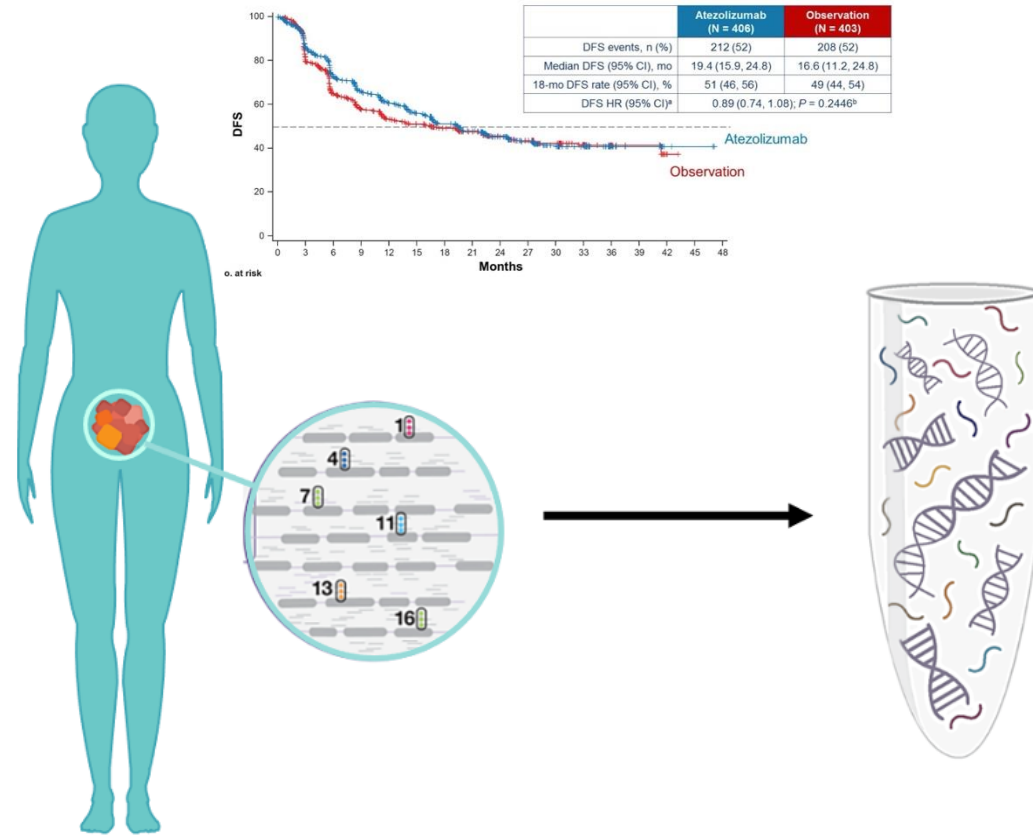 Atezolizumab (N = 406) Observation (N = 403)
DFS events, n (%) 212 (52) 208 (52)
Median DFS (95% CI), mo 19.4 (15.9, 24.8) 16.6 (11.2, 24.8)
18-mo DFS rate (95% CI), % 51 (46, 56) 49 (44, 54)
DFS HR (95% CI)ᵃ 0.89 (0.74, 1.08); P = 0.2446ᵇ
100
80
60
40
20
0
DFS
Atezolizumab
Observation
0 3 6 9 12 15 18 21 24 27 30 33 36 39 42 45 48
Months
o. at risk
1
4
7
11
13
16